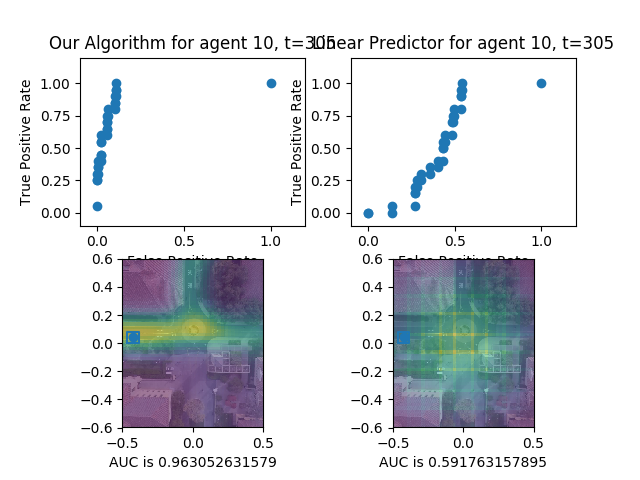 Our Algorithm for agent 10, t=305
Linear Predictor for agent 10, t=305
True Positive Rate
1.00
0.75
0.50
0.25
0.00
0.0 0.5 1.0
False Positive Rate
True Positive Rate
1.00
0.75
0.50
0.25
0.00
0.0 0.5 1.0
False Positive Rate
0.6
0.4
0.2
0.0
−0.2
−0.4
−0.6
−0.5 0.0 0.5
AUC is 0.963052631579
0.6
0.4
0.2
0.0
−0.2
−0.4
−0.6
−0.5 0.0 0.5
AUC is 0.591763157895